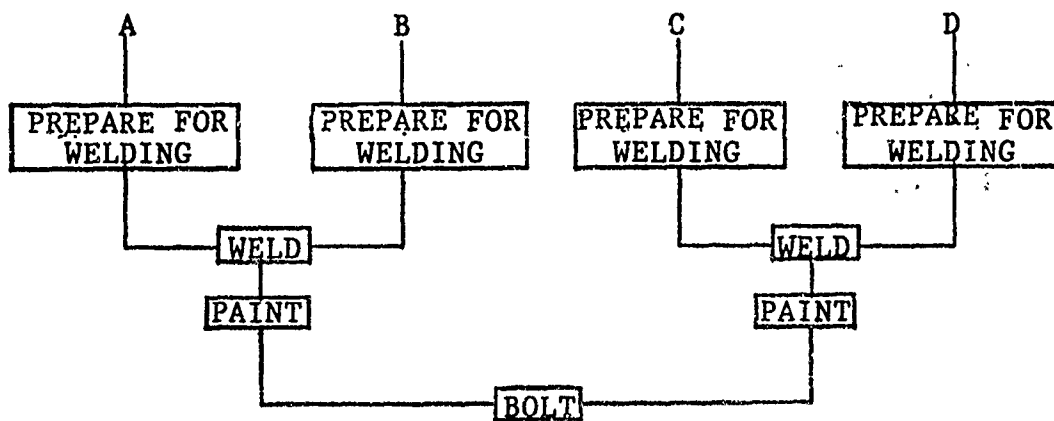 A
B
C
D
PREPARE FOR
WELDING
PREPARE FOR
WELDING
PREPARE FOR
WELDING
PREPARE FOR
WELDING
WELD
WELD
PAINT
PAINT
BOLT